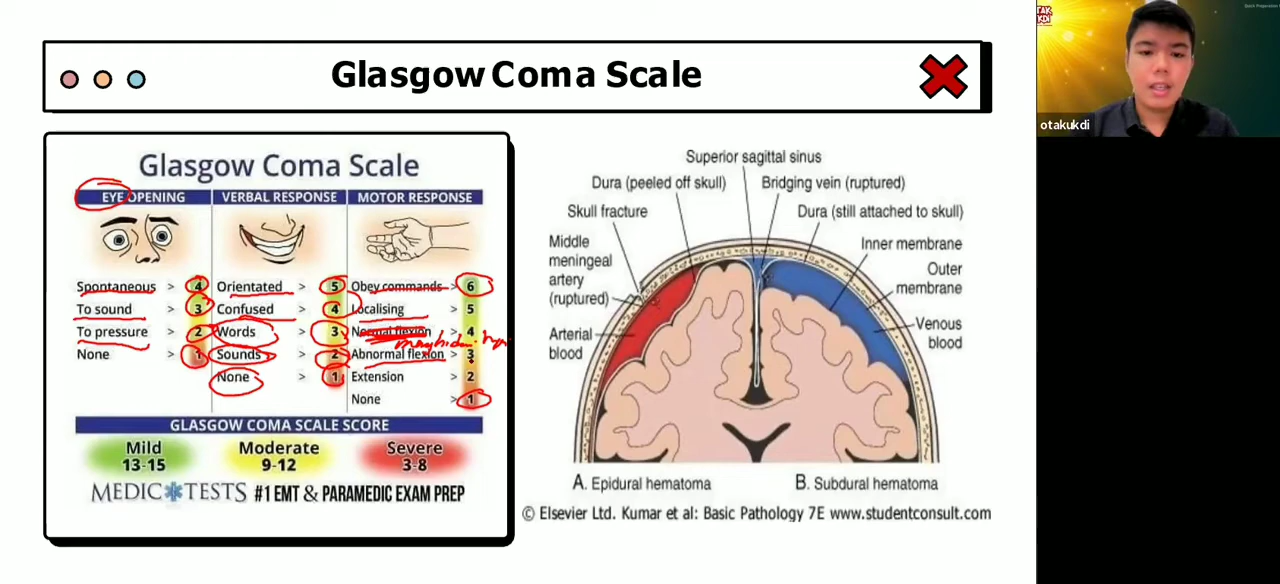 Glasgow Coma Scale
Glasgow Coma Scale
EYE OPENING
VERBAL RESPONSE
MOTOR RESPONSE
Spontaneous > 4
To sound > 3
To pressure > 2
None > 1
Orientated > 5
Confused > 4
Words > 3
Sounds > 2
None > 1
Obey commands > 6
Localising > 5
Normal flexion > 4
Abnormal flexion > 3
Extension > 2
None > 1
GLASGOW COMA SCALE SCORE
Mild
13-15
Moderate
9-12
Severe
3-8
MEDIC TESTS #1 EMT & PARAMEDIC EXAM PREP
Superior sagittal sinus
Dura (peeled off skull)
Bridging vein (ruptured)
Skull fracture
Dura (still attached to skull)
Middle
meningeal
artery
(ruptured)
Inner membrane
Outer
membrane
Arterial
blood
Venous
blood
A. Epidural hematoma
B. Subdural hematoma
© Elsevier Ltd. Kumar et al: Basic Pathology 7E www.studentconsult.com
otakukdi